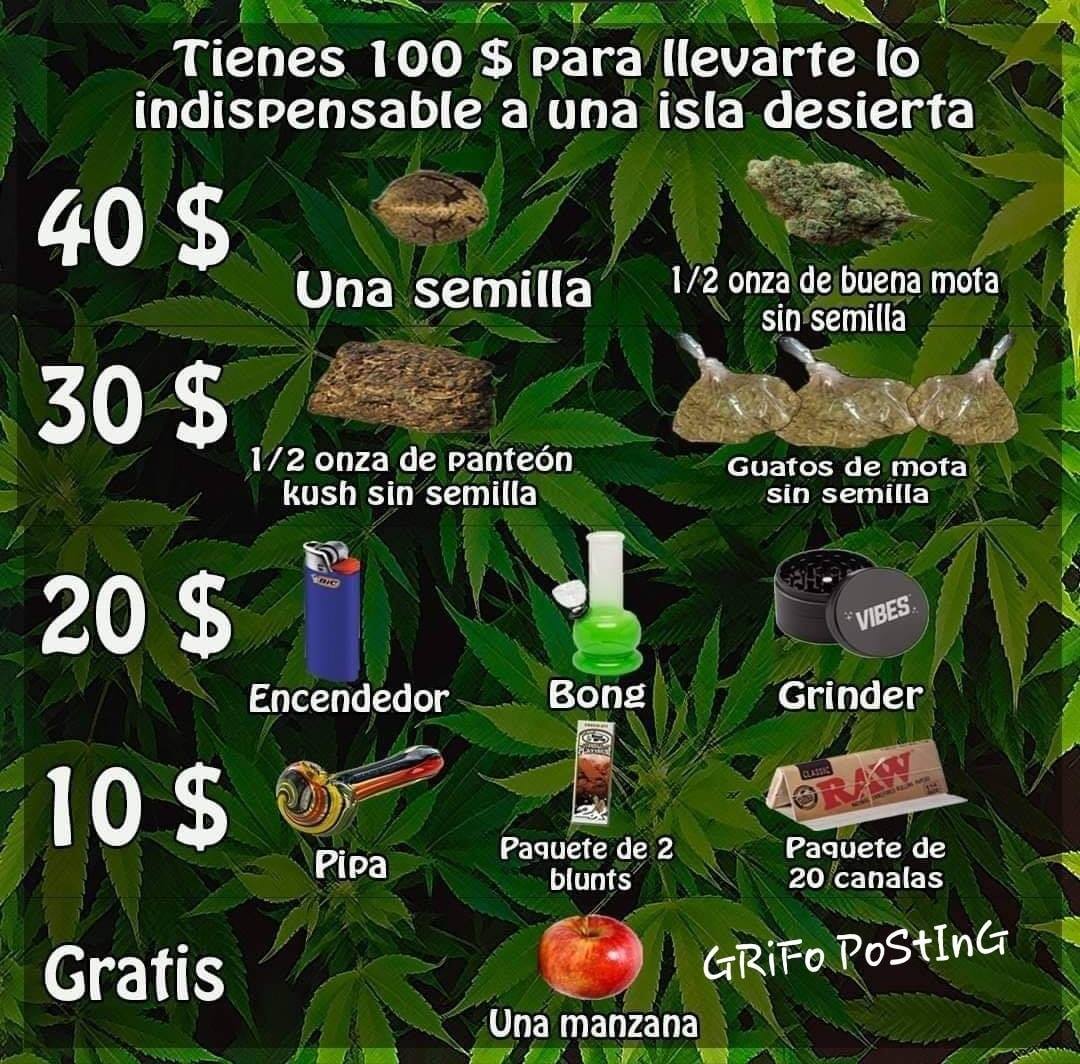 Tienes 100 $ para llevarte lo
indispensable a una isla desierta
40 $
Una semilla
1/2 onza de buena mota
sin semilla
30 $
1/2 onza de panteón
kush sin semilla
Guatos de mota
sin semilla
20 $
BIC
VIBES
Encendedor
Bong
Grinder
10 $
CLASSIC
RAW
Pipa
Paquete de 2
blunts
Paquete de
20 canalas
Gratis
GRiFo PoStInG
Una manzana